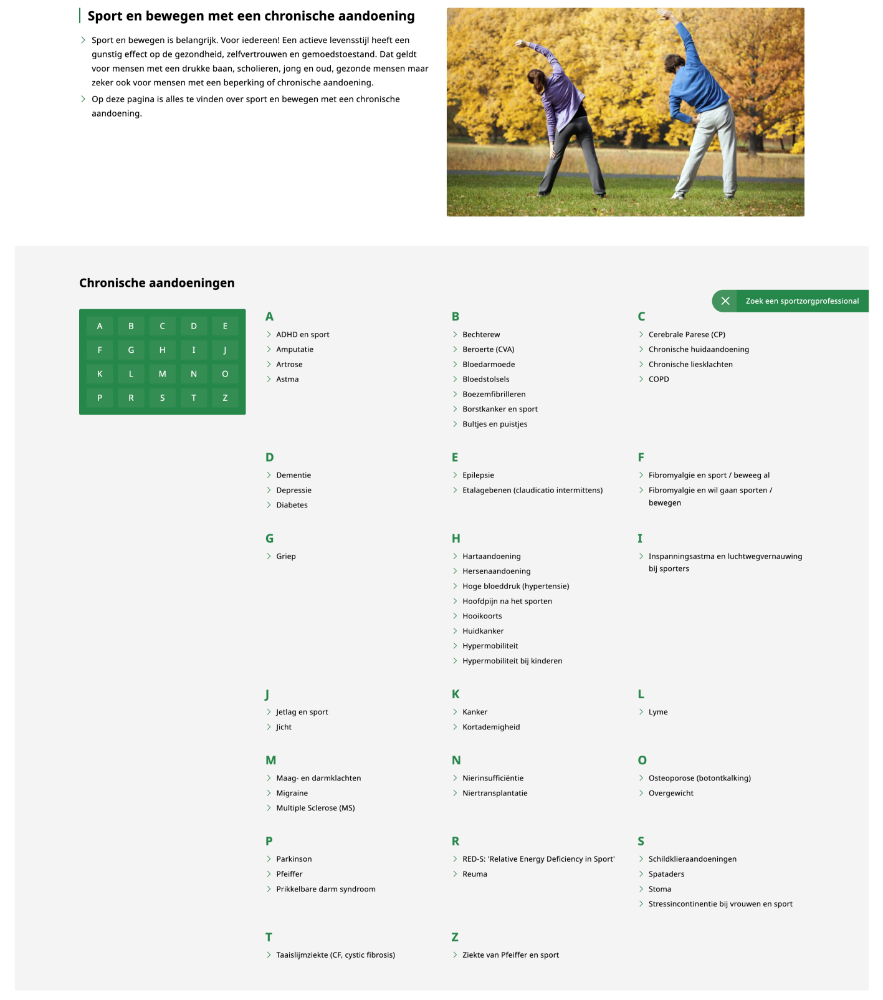 Sport en bewegen met een chronische aandoening
Sport en bewegen is belangrijk. Voor iedereen! Een actieve levensstijl heeft een
gunstig effect op de gezondheid, zelfvertrouwen en gemoedstoestand. Dat geldt
voor mensen met een drukke baan, scholieren, jong en oud, gezonde mensen maar
zeker ook voor mensen met een beperking of chronische aandoening.
Op deze pagina is alles te vinden over sport en bewegen met een chronische
aandoening.
Chronische aandoeningen
Zoek een sportzorgprofessional
A B C D E
F G H I J
K L M N O
P R S T Z
A
ADHD en sport
Amputatie
Artrose
Astma
B
Bechterew
Beroerte (CVA)
Bloedarmoede
Bloedstolsels
Boezemfibrilleren
Borstkanker en sport
Bultjes en puistjes
C
Cerebrale Parese (CP)
Chronische huidaandoening
Chronische liesklachten
COPD
D
Dementie
Depressie
Diabetes
E
Epilepsie
Etalagebenen (claudicatio intermittens)
F
Fibromyalgie en sport / beweeg al
Fibromyalgie en wil gaan sporten /
bewegen
G
Griep
H
Hartaandoening
Hersenaandoening
Hoge bloeddruk (hypertensie)
Hoofdpijn na het sporten
Hooikoorts
Huidkanker
Hypermobiliteit
Hypermobiliteit bij kinderen
I
Inspanningsastma en luchtwegvernauwing
bij sporters
J
Jetlag en sport
Jicht
K
Kanker
Kortademigheid
L
Lyme
M
Maag- en darmklachten
Migraine
Multiple Sclerose (MS)
N
Nierinsufficiëntie
Niertransplantatie
O
Osteoporose (botontkalking)
Overgewicht
P
Parkinson
Pfeiffer
Prikkelbare darm syndroom
R
RED-S: 'Relative Energy Deficiency in Sport'
Reuma
S
Schildklieraandoeningen
Spataders
Stoma
Stressincontinentie bij vrouwen en sport
T
Taaislijmziekte (CF, cystic fibrosis)
Z
Ziekte van Pfeiffer en sport